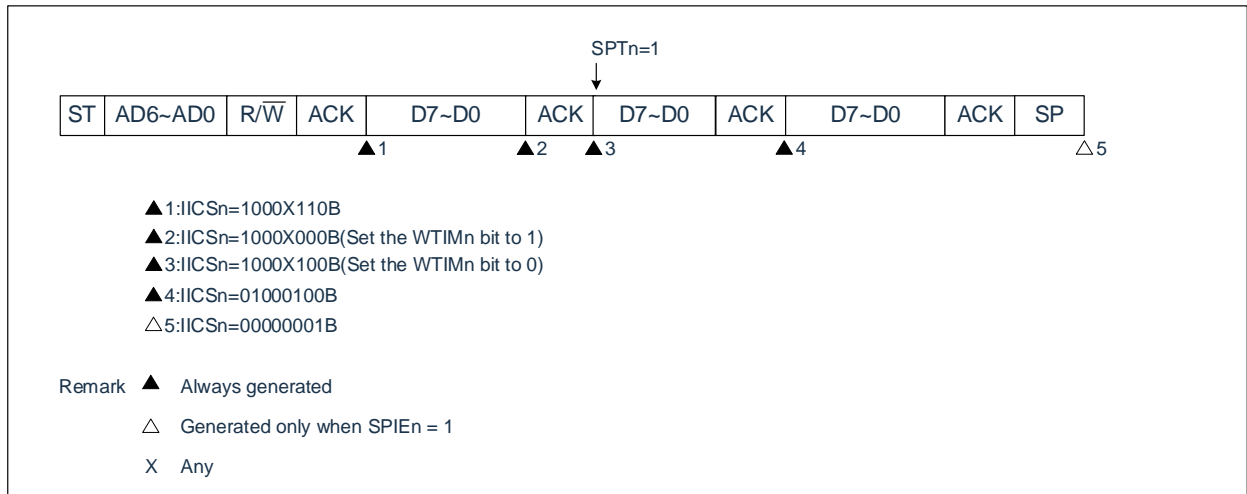 SPTn=1
ST AD6~AD0 R/W̅ ACK D7~D0 ACK D7~D0 ACK D7~D0 ACK SP
▲1 ▲2 ▲3 ▲4 △5
▲1:IICSn=1000X110B
▲2:IICSn=1000X000B(Set the WTIMn bit to 1)
▲3:IICSn=1000X100B(Set the WTIMn bit to 0)
▲4:IICSn=01000100B
△5:IICSn=00000001B
Remark ▲ Always generated
△ Generated only when SPIEn = 1
X Any